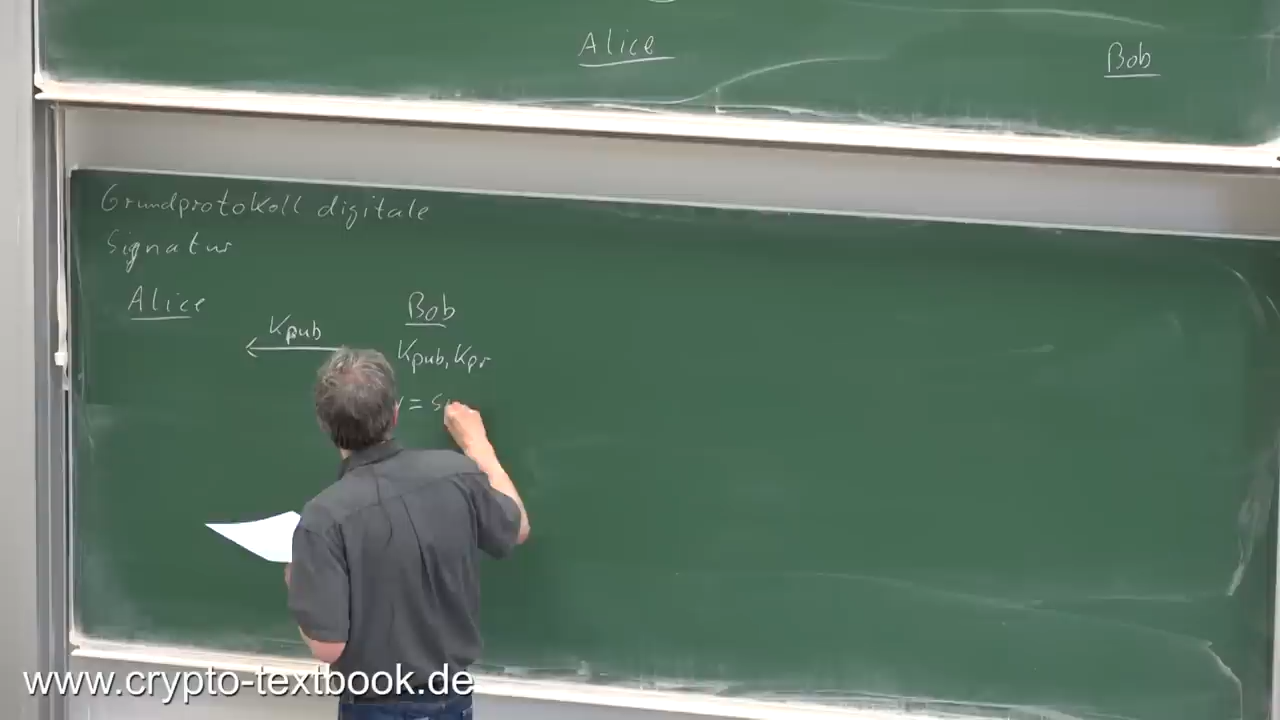 Alice
Bob
Grundprotokoll digitale
Signatur
Alice
Bob
Kpub
Kpub, Kpr
=
www.crypto-textbook.de